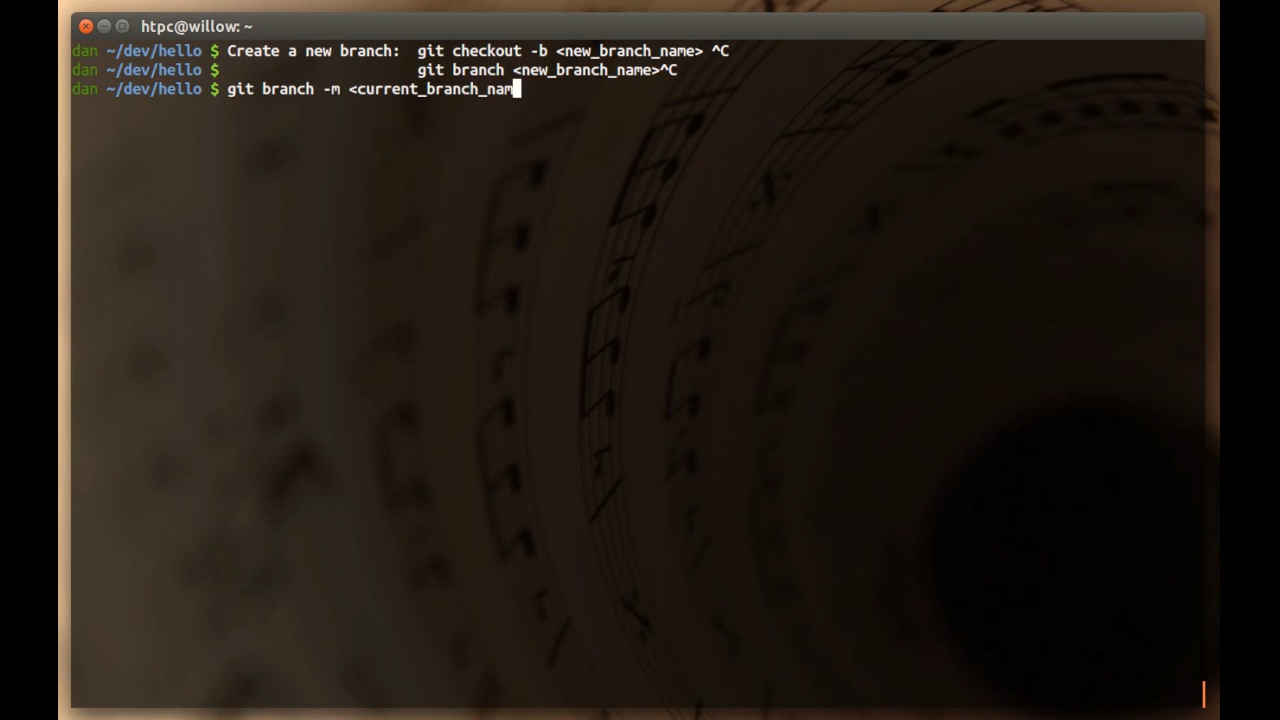 htpc@willow: ~
dan ~/dev/hello $ Create a new branch:  git checkout -b <new_branch_name> ^C
dan ~/dev/hello $                       git branch <new_branch_name>^C
dan ~/dev/hello $ git branch -m <current_branch_nam